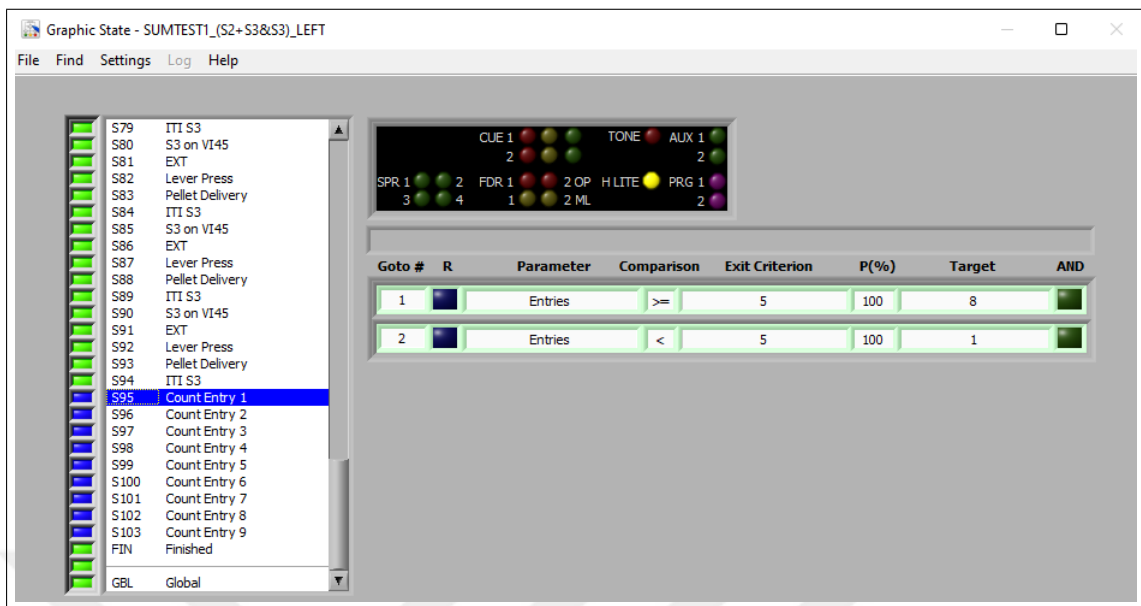 Graphic State - SUMTEST1_(S2+S3&S3)_LEFT
File Find Settings Log Help
S79 ITI S3
S80 S3 on VI45
S81 EXT
S82 Lever Press
S83 Pellet Delivery
S84 ITI S3
S85 S3 on VI45
S86 EXT
S87 Lever Press
S88 Pellet Delivery
S89 ITI S3
S90 S3 on VI45
S91 EXT
S92 Lever Press
S93 Pellet Delivery
S94 ITI S3
S95 Count Entry 1
S96 Count Entry 2
S97 Count Entry 3
S98 Count Entry 4
S99 Count Entry 5
S100 Count Entry 6
S101 Count Entry 7
S102 Count Entry 8
S103 Count Entry 9
FIN Finished
GBL Global
CUE 1 TONE AUX 1
2 2
SPR 1 2 FDR 1 2 OP H LITE PRG 1
3 4 1 2 ML 2
Goto # R Parameter Comparison Exit Criterion P(%) Target AND
1 Entries >= 5 100 8
2 Entries < 5 100 1